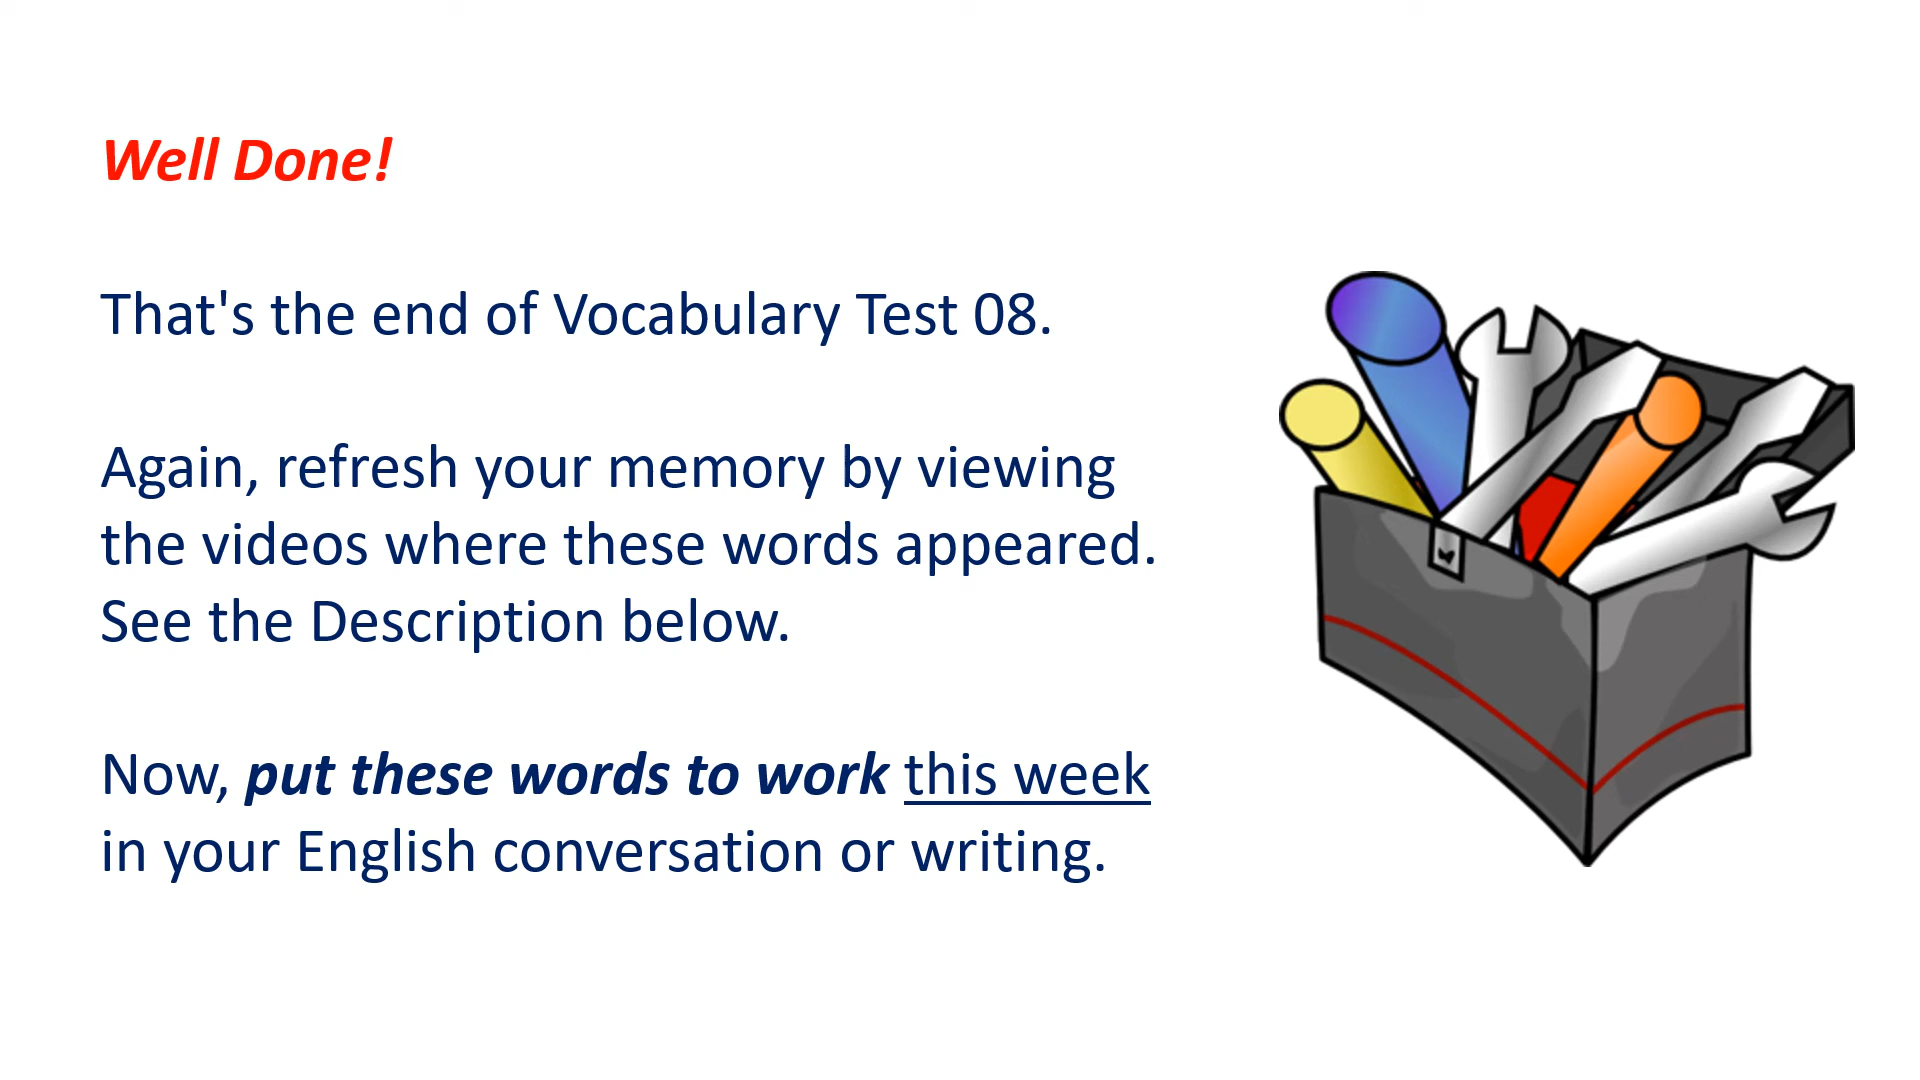 Well Done!
That's the end of Vocabulary Test 08.
Again, refresh your memory by viewing
the videos where these words appeared.
See the Description below.
Now, put these words to work this week
in your English conversation or writing.